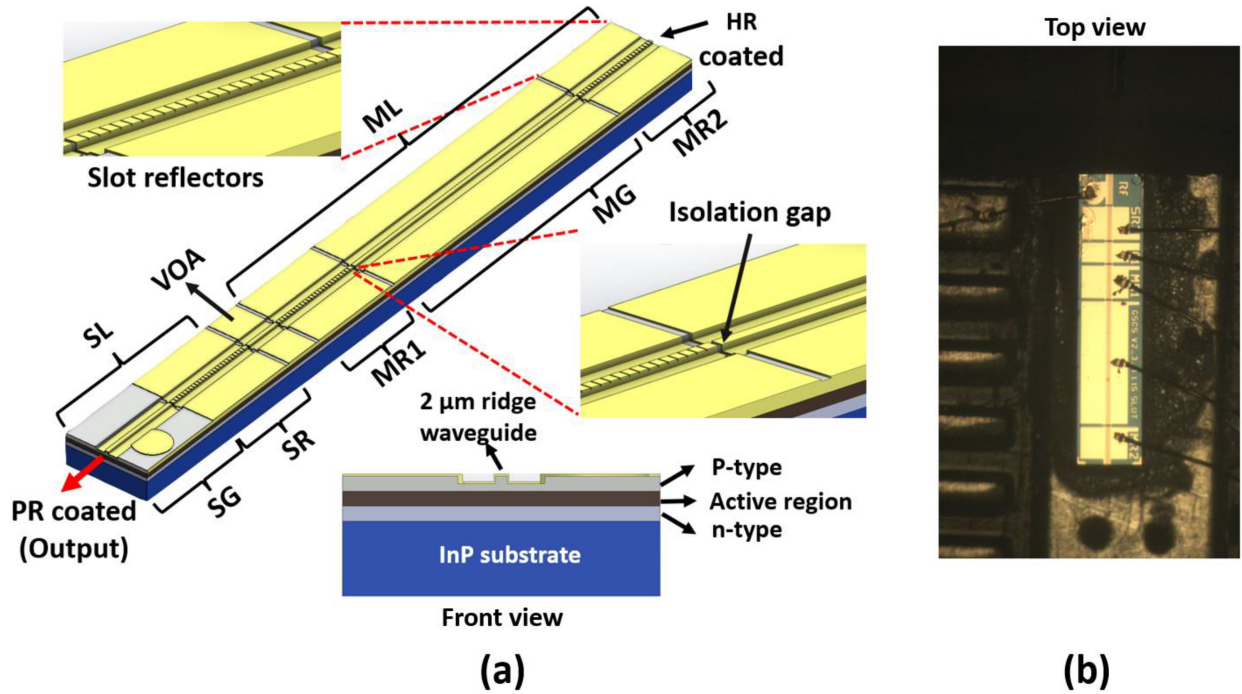 HR
coated
Top view
ML
Slot reflectors
MR2
MG
Isolation gap
VOA
SL
MR1
SR
SG
2 µm ridge
waveguide
PR coated
(Output)
P-type
Active region
n-type
InP substrate
Front view
RF
(a)
(b)